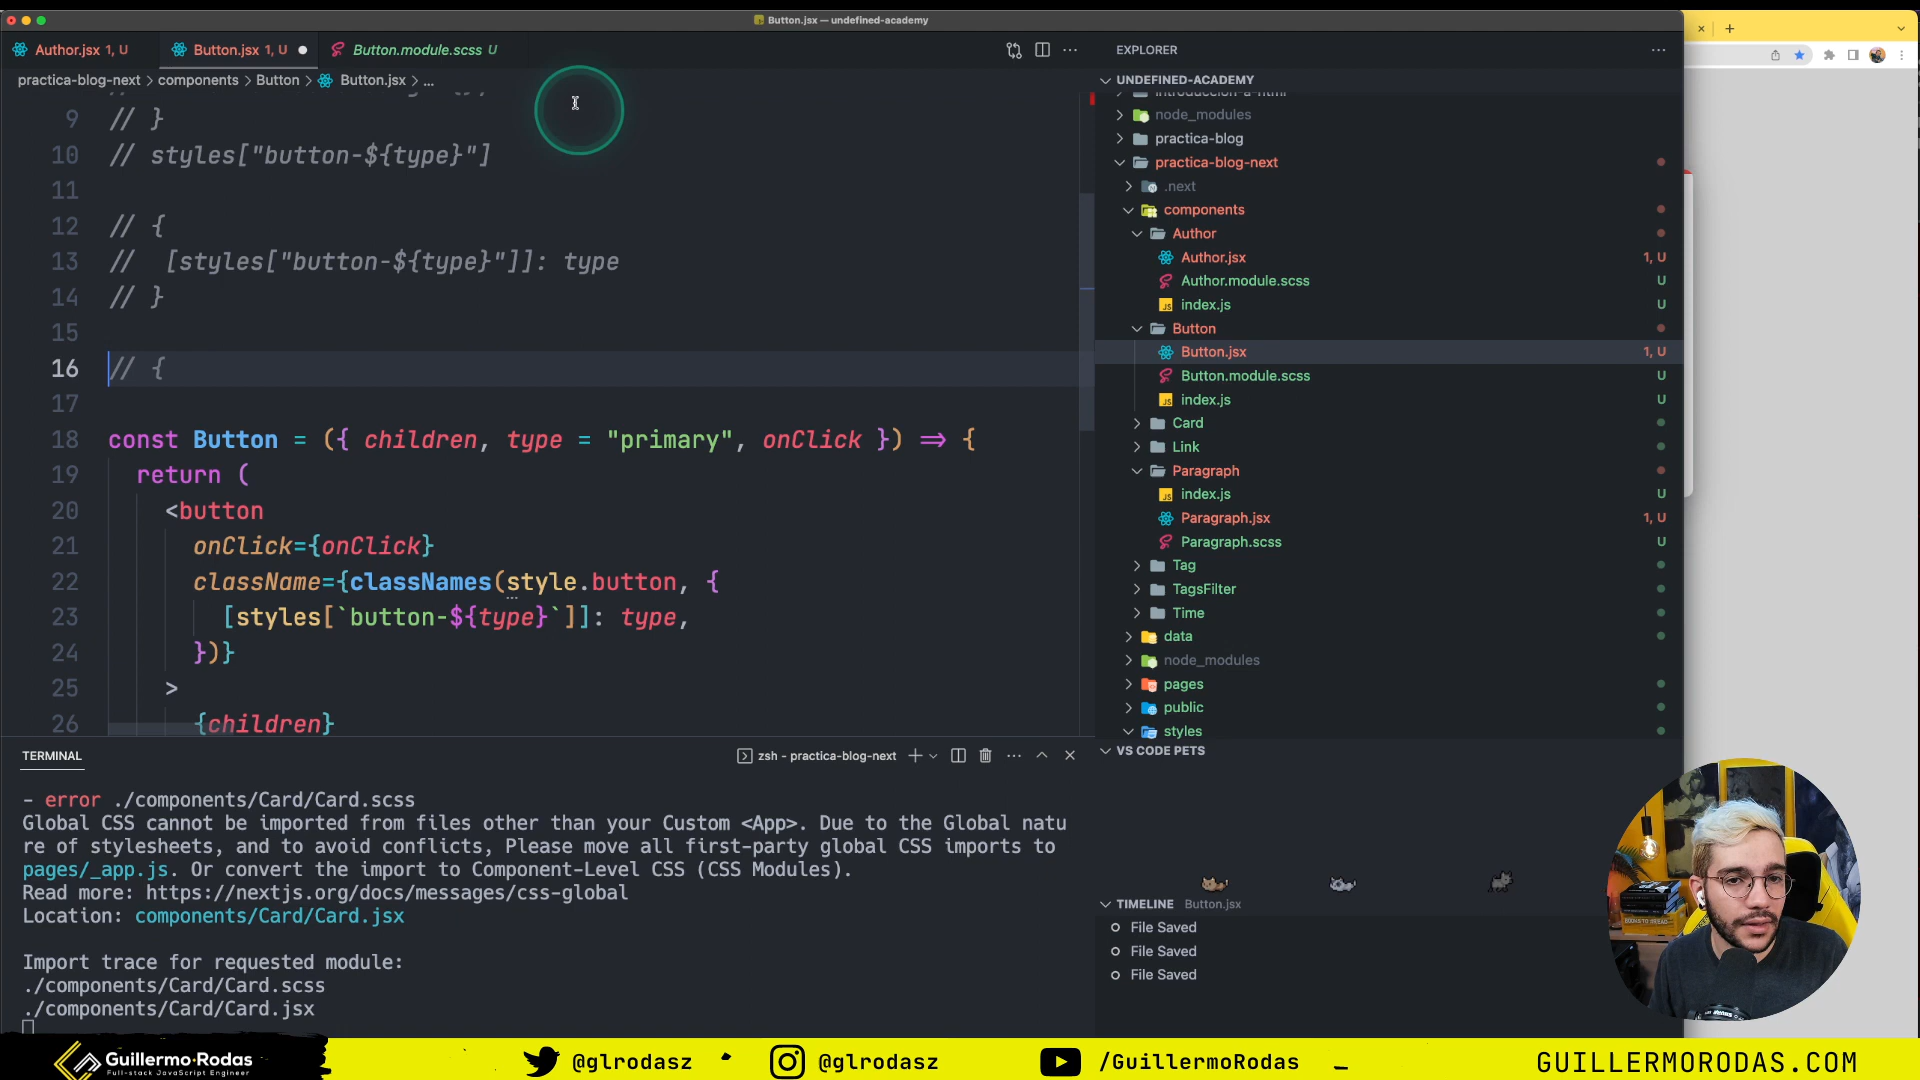 Button.jsx — undefined-academy
Author.jsx 1, U
Button.jsx 1, U
Button.module.scss U
practica-blog-next > components > Button > Button.jsx > ...
9 // }
10 // styles["button-${type}"]
11
12 // {
13 //  [styles["button-${type}"]]: type
14 // }
15
16 // {
17
18 const Button = ({ children, type = "primary", onClick }) => {
19 return (
20 <button
21 onClick={onClick}
22 className={classNames(style.button, {
23 [styles[`button-${type}`]]: type,
24 })}
25 >
26 {children}
TERMINAL
zsh - practica-blog-next
- error ./components/Card/Card.scss
Global CSS cannot be imported from files other than your Custom <App>. Due to the Global natu
re of stylesheets, and to avoid conflicts, Please move all first-party global CSS imports to
pages/_app.js. Or convert the import to Component-Level CSS (CSS Modules).
Read more: https://nextjs.org/docs/messages/css-global
Location: components/Card/Card.jsx
Import trace for requested module:
./components/Card/Card.scss
./components/Card/Card.jsx
EXPLORER
UNDEFINED-ACADEMY
introduccion-a-html
node_modules
practica-blog
practica-blog-next
.next
components
Author
Author.jsx 1, U
Author.module.scss U
index.js U
Button
Button.jsx 1, U
Button.module.scss U
index.js U
Card
Link
Paragraph
index.js U
Paragraph.jsx 1, U
Paragraph.scss U
Tag
TagsFilter
Time
data
node_modules
pages
public
styles
VS CODE PETS
TIMELINE Button.jsx
File Saved
File Saved
File Saved
Guillermo·Rodas
Full-stack JavaScript Engineer
@glrodasz
@glrodasz
/GuillermoRodas
GUILLERMORODAS.COM